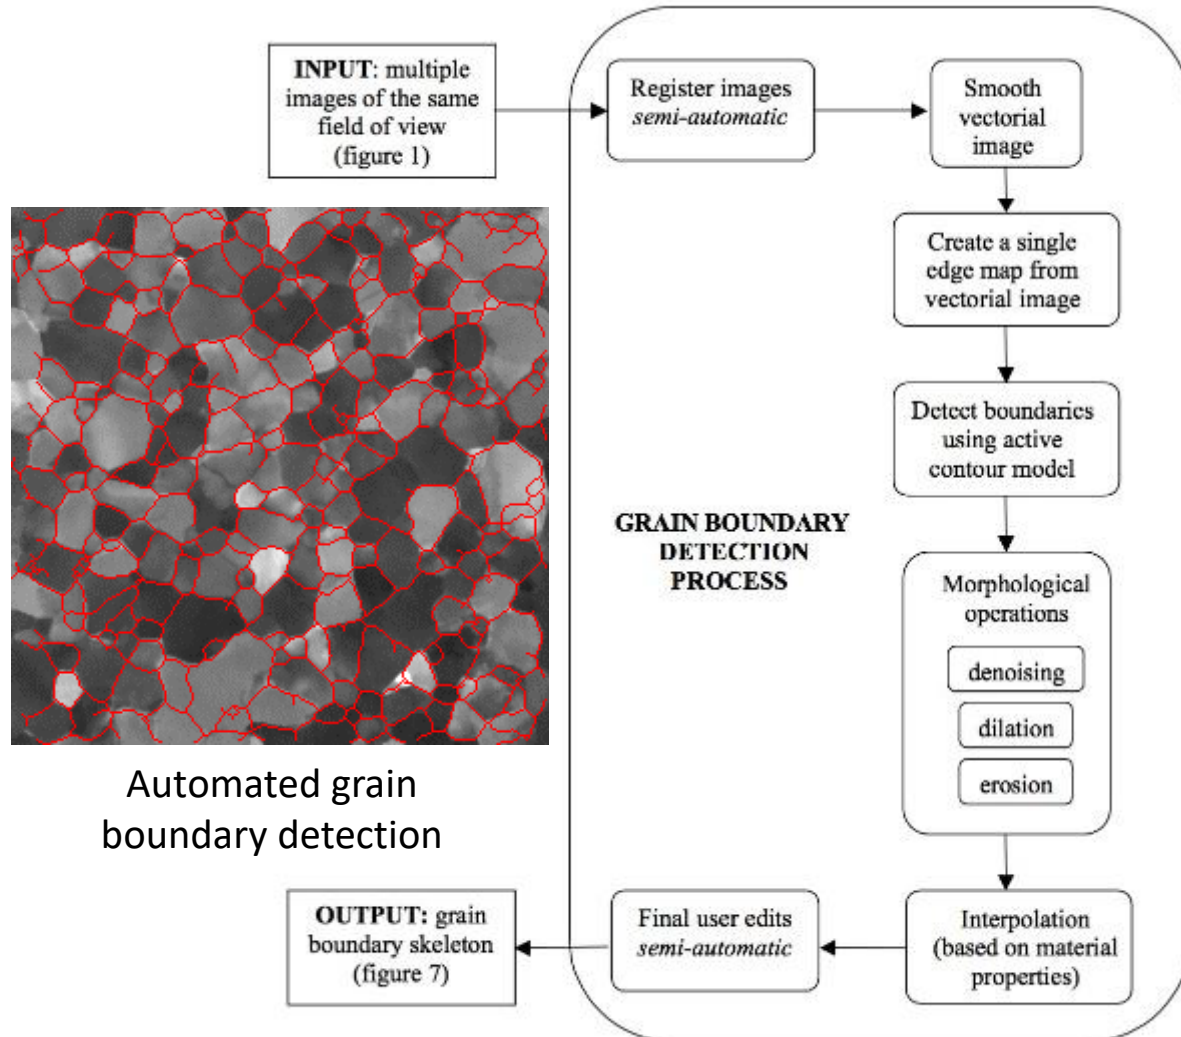 INPUT: multiple
images of the same
field of view
(figure 1)
Register images
semi-automatic
Smooth
vectorial
image
Create a single
edge map from
vectorial image
Detect boundaries
using active
contour model
GRAIN BOUNDARY
DETECTION
PROCESS
Morphological
operations
denoising
dilation
erosion
Automated grain
boundary detection
OUTPUT: grain
boundary skeleton
(figure 7)
Final user edits
semi-automatic
Interpolation
(based on material
properties)